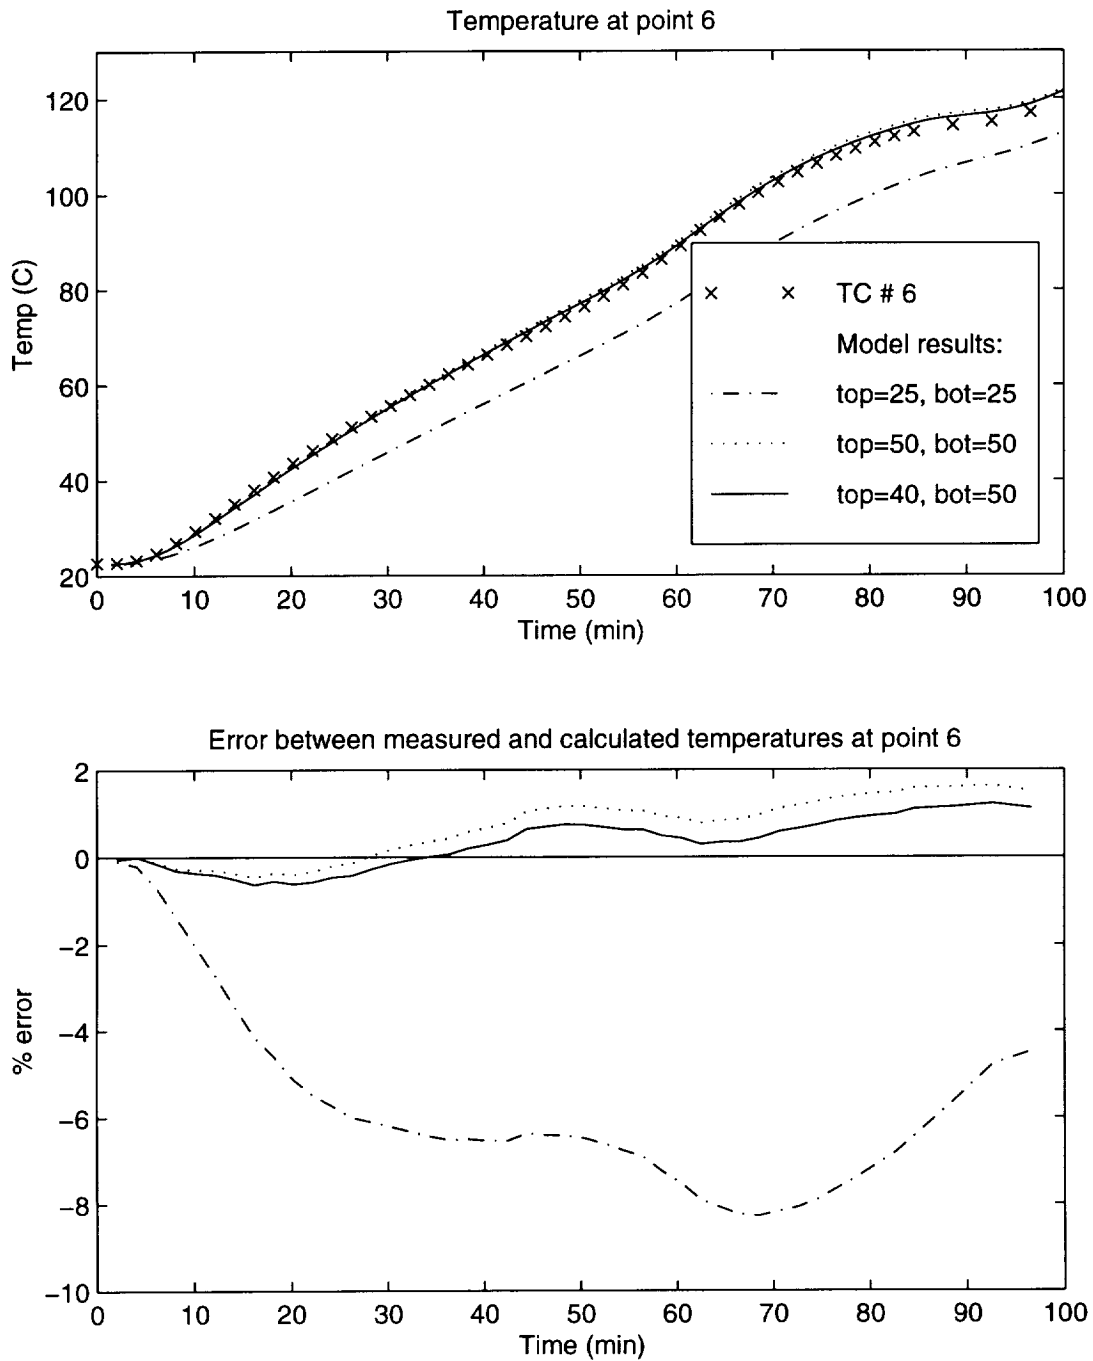 Temperature at point 6
120
100
80
60
40
20
Temp (C)
0 10 20 30 40 50 60 70 80 90 100
Time (min)
TC # 6
Model results:
top=25, bot=25
top=50, bot=50
top=40, bot=50
Error between measured and calculated temperatures at point 6
2
0
−2
−4
−6
−8
−10
% error
0 10 20 30 40 50 60 70 80 90 100
Time (min)